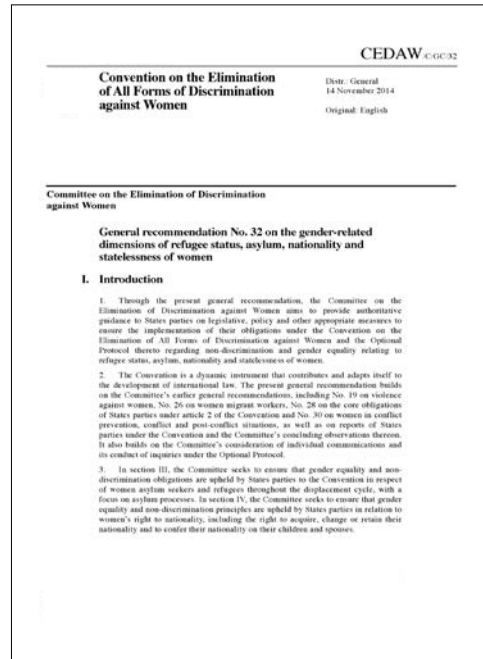 CEDAW/C/GC/32
Convention on the Elimination
of All Forms of Discrimination
against Women
Distr.: General
14 November 2014
Original: English
Committee on the Elimination of Discrimination
against Women
General recommendation No. 32 on the gender-related
dimensions of refugee status, asylum, nationality and
statelessness of women
I. Introduction
1. Through the present general recommendation, the Committee on the
Elimination of Discrimination against Women aims to provide authoritative
guidance to States parties on legislative, policy and other appropriate measures to
ensure the implementation of their obligations under the Convention on the
Elimination of All Forms of Discrimination against Women and the Optional
Protocol thereto regarding non-discrimination and gender equality relating to
refugee status, asylum, nationality and statelessness of women.
2. The Convention is a dynamic instrument that contributes and adapts itself to
the development of international law. The present general recommendation builds
on the Committee's earlier general recommendations, including No. 19 on violence
against women, No. 26 on women migrant workers, No. 28 on the core obligations
of States parties under article 2 of the Convention and No. 30 on women in conflict
prevention, conflict and post-conflict situations, as well as on reports of States
parties under the Convention and the Committee's concluding observations thereon.
It also builds on the Committee's consideration of individual communications and
its conduct of inquiries under the Optional Protocol.
3. In section III, the Committee seeks to ensure that gender equality and non-
discrimination obligations are upheld by States parties to the Convention in respect
of women asylum seekers and refugees throughout the displacement cycle, with a
focus on asylum processes. In section IV, the Committee seeks to ensure that gender
equality and non-discrimination principles are upheld by States parties in relation to
women's right to nationality, including the right to acquire, change or retain their
nationality and to confer their nationality on their children and spouses.